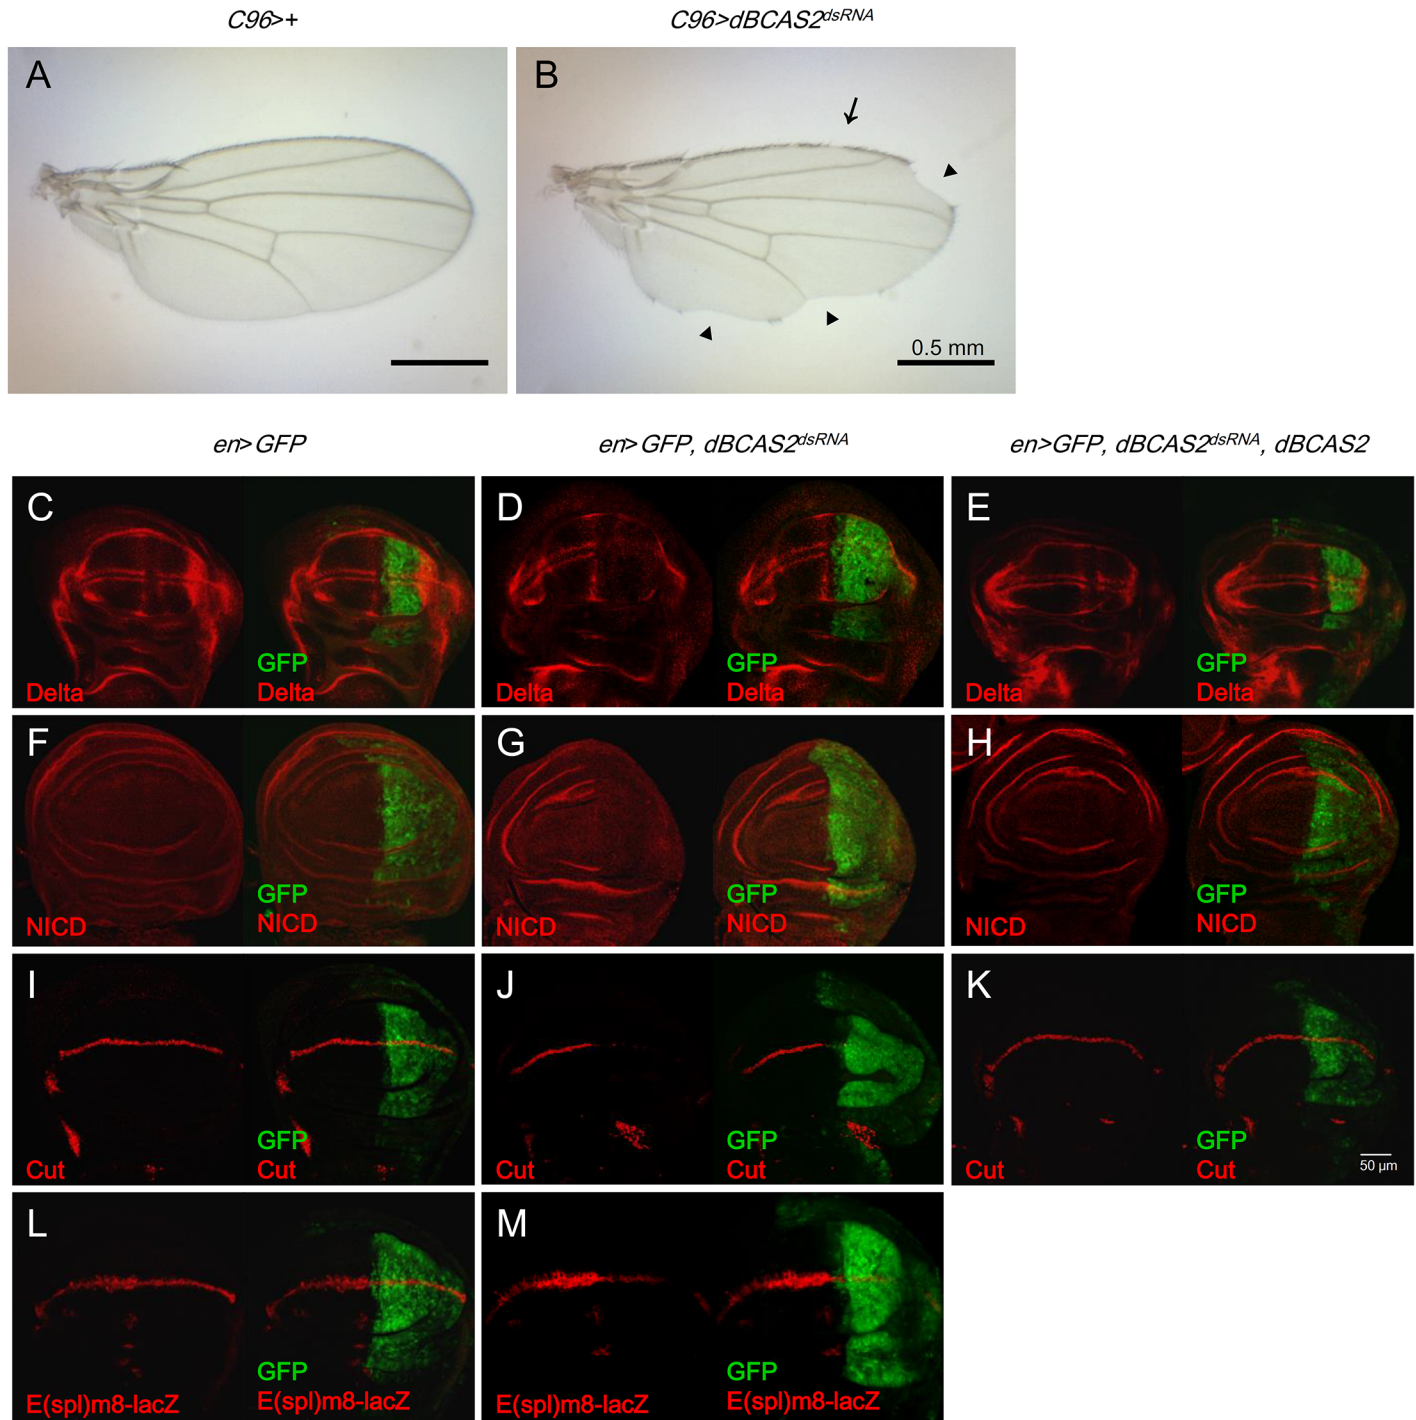 C96>+
C96>dBCAS2dsRNA
A
B
0.5 mm
en>GFP
en>GFP, dBCAS2dsRNA
en>GFP, dBCAS2dsRNA, dBCAS2
C
GFP
Delta
Delta
D
GFP
Delta
Delta
E
GFP
Delta
Delta
F
GFP
NICD
NICD
G
GFP
NICD
NICD
H
GFP
NICD
NICD
I
GFP
Cut
Cut
J
GFP
Cut
Cut
K
GFP
Cut
Cut
50 µm
L
GFP
E(spl)m8-lacZ
E(spl)m8-lacZ
M
GFP
E(spl)m8-lacZ
E(spl)m8-lacZ